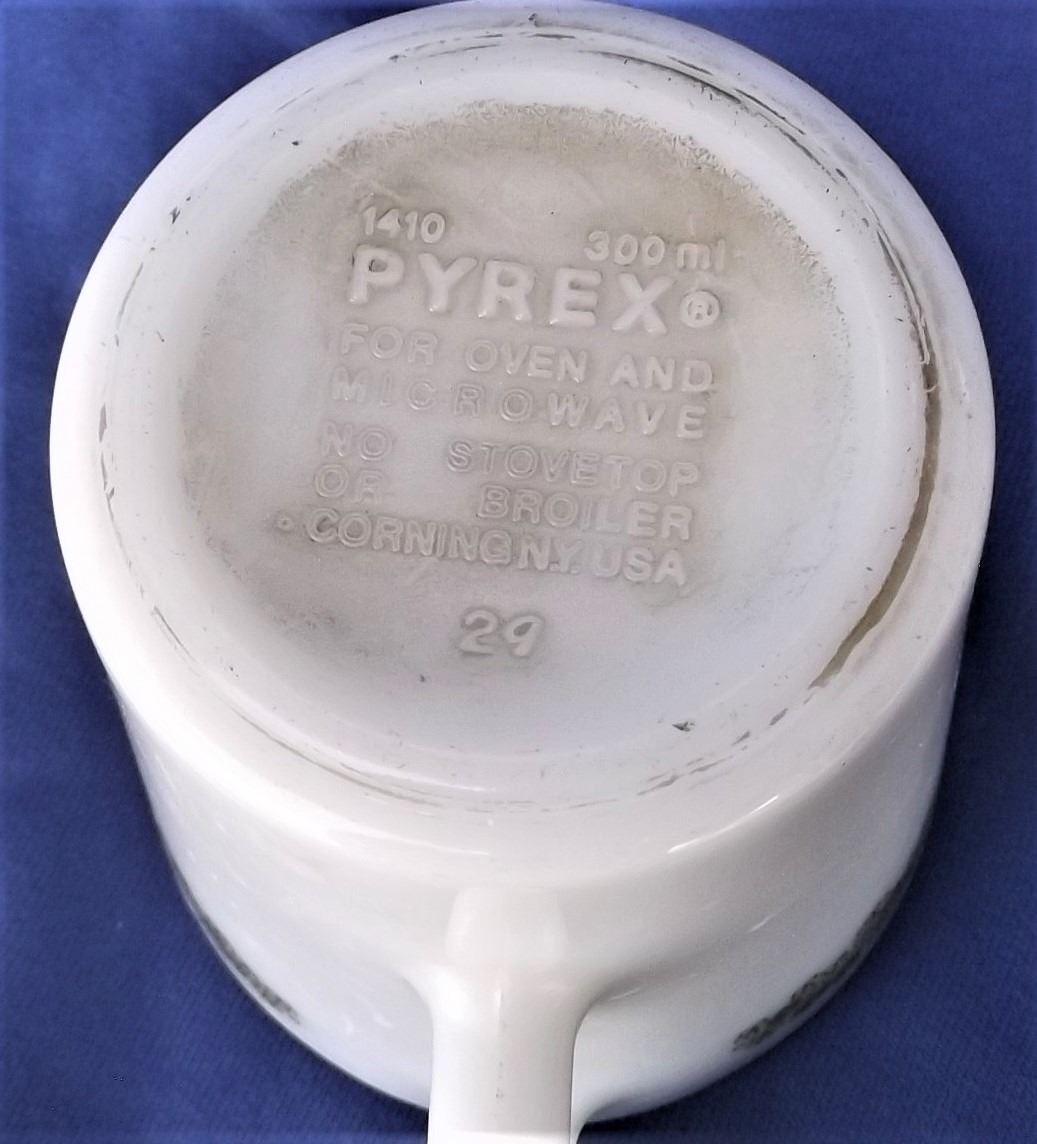 1410 300 ml
PYREX®
FOR OVEN AND
MICROWAVE
NO STOVETOP
OR BROILER
CORNING N.Y. USA
29